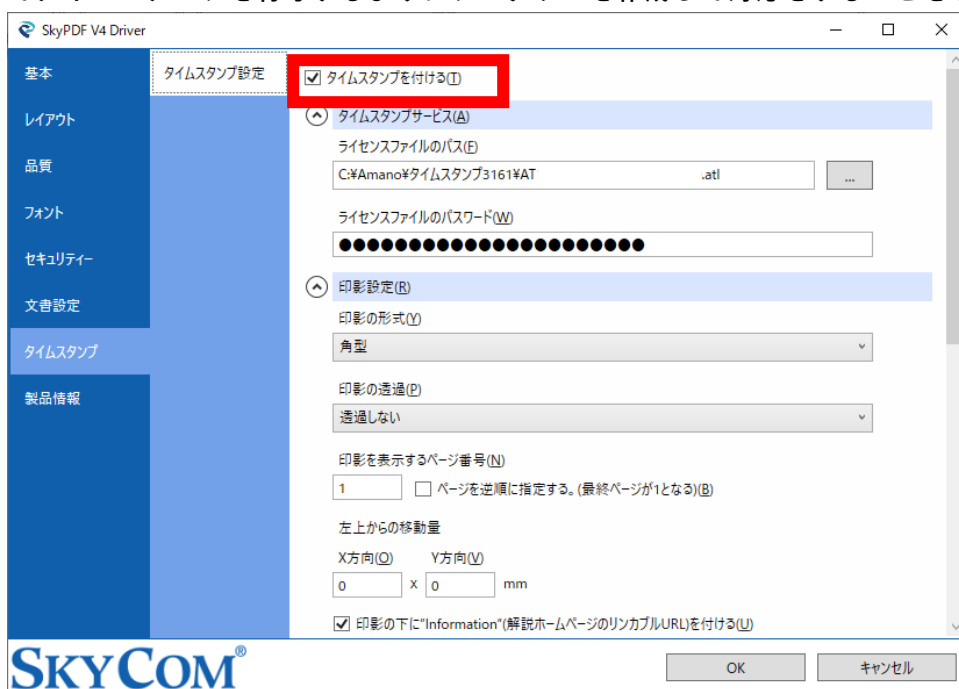 SkyPDF V4 Driver
基本
レイアウト
品質
フォント
セキュリティー
文書設定
タイムスタンプ
製品情報
タイムスタンプ設定
タイムスタンプを付ける(T)
タイムスタンプサービス(A)
ライセンスファイルのパス(F)
C:¥Amano¥タイムスタンプ3161¥AT .atl
...
ライセンスファイルのパスワード(W)
●●●●●●●●●●●●●●●●●●●●●●
印影設定(R)
印影の形式(Y)
角型
印影の透過(P)
透過しない
印影を表示するページ番号(N)
1 ページを逆順に指定する。(最終ページが1となる)(B)
左上からの移動量
X方向(O) Y方向(V)
0 x 0 mm
印影の下に"Information"(解説ホームページのリンカブルURL)を付ける(U)
SKYCOM®
OK キャンセル